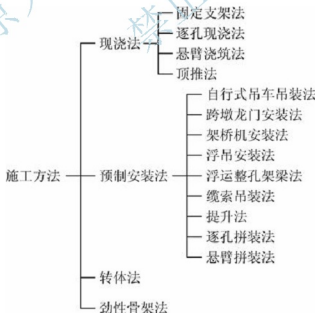 固定支架法
逐孔现浇法
现浇法
悬臂浇筑法
顶推法
自行式吊车吊装法
跨墩龙门安装法
架桥机安装法
浮吊安装法
施工方法
预制安装法
浮运整孔架梁法
缆索吊装法
提升法
逐孔拼装法
悬臂拼装法
转体法
劲性骨架法